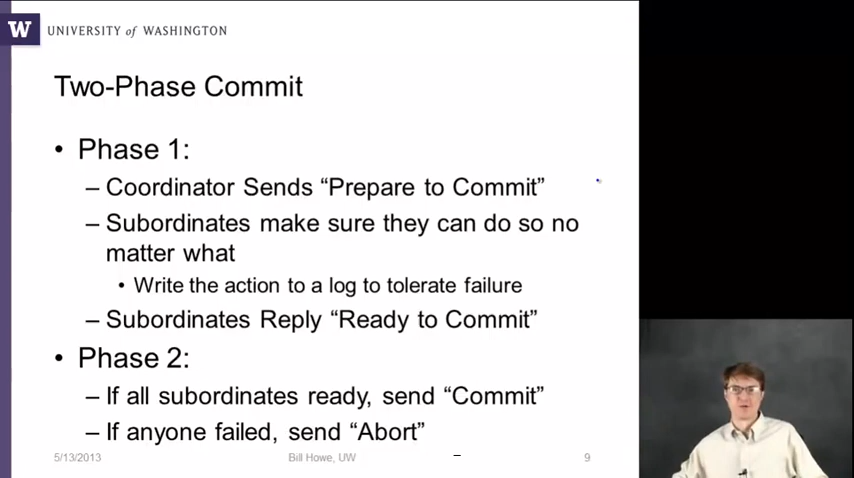 W UNIVERSITY of WASHINGTON
Two-Phase Commit
• Phase 1:
– Coordinator Sends “Prepare to Commit”
– Subordinates make sure they can do so no
matter what
• Write the action to a log to tolerate failure
– Subordinates Reply “Ready to Commit”
• Phase 2:
– If all subordinates ready, send “Commit”
– If anyone failed, send “Abort”
5/13/2013 Bill Howe, UW 9